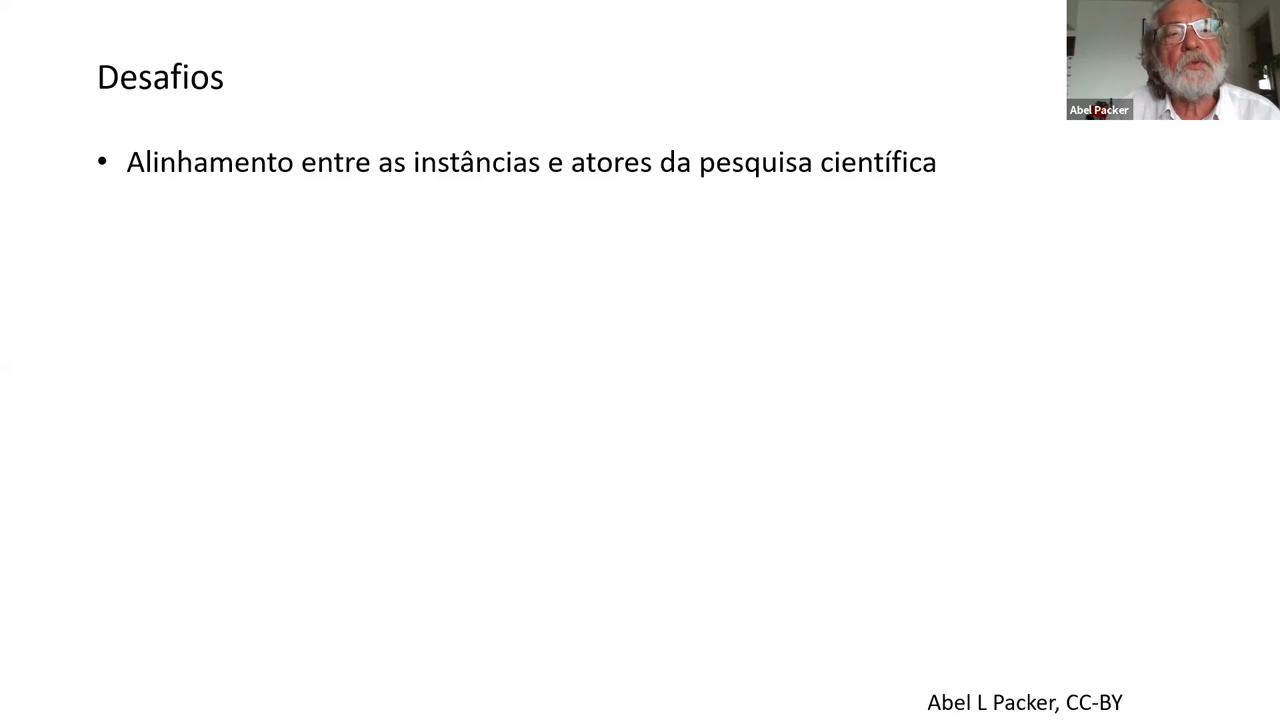 Desafios
Abel Packer
• Alinhamento entre as instâncias e atores da pesquisa científica
Abel L Packer, CC-BY